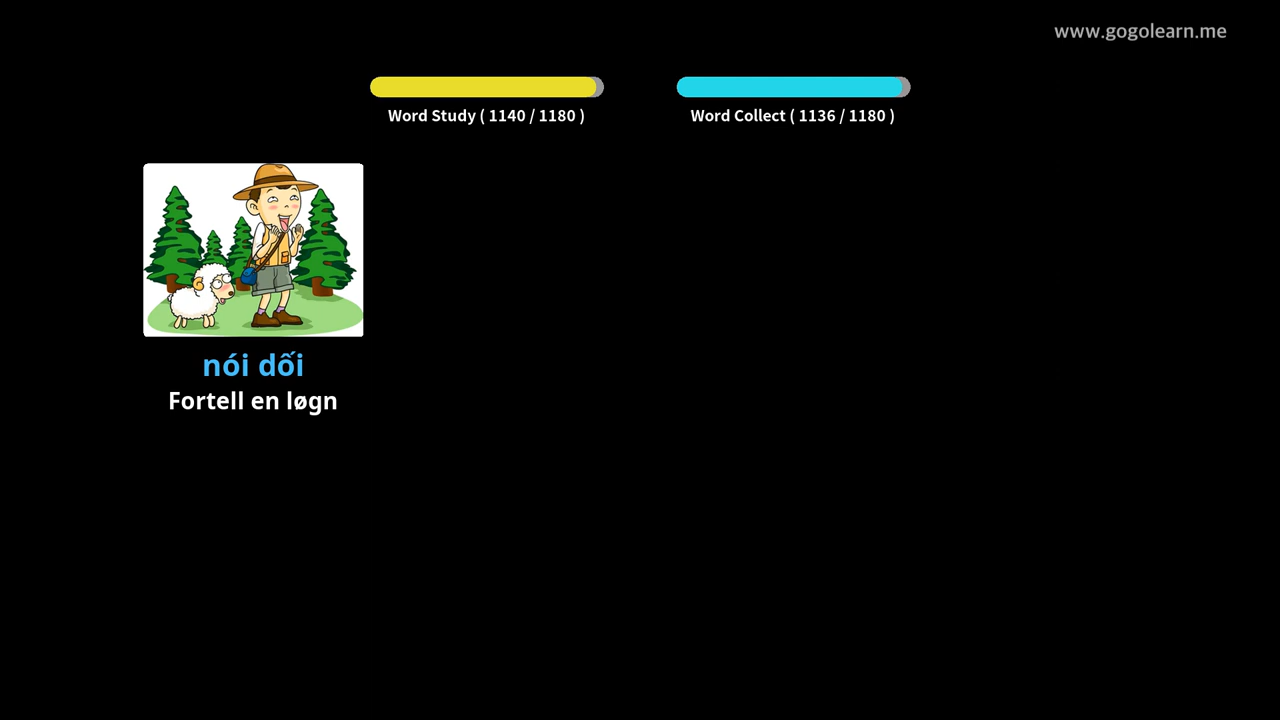 www.gogolearn.me
Word Study ( 1140 / 1180 )
Word Collect ( 1136 / 1180 )
nói dối
Fortell en løgn